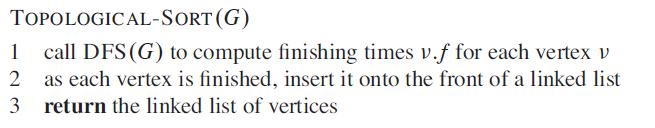 TOPOLOGICAL-SORT(G)
1 call DFS(G) to compute finishing times v.f for each vertex v
2 as each vertex is finished, insert it onto the front of a linked list
3 return the linked list of vertices